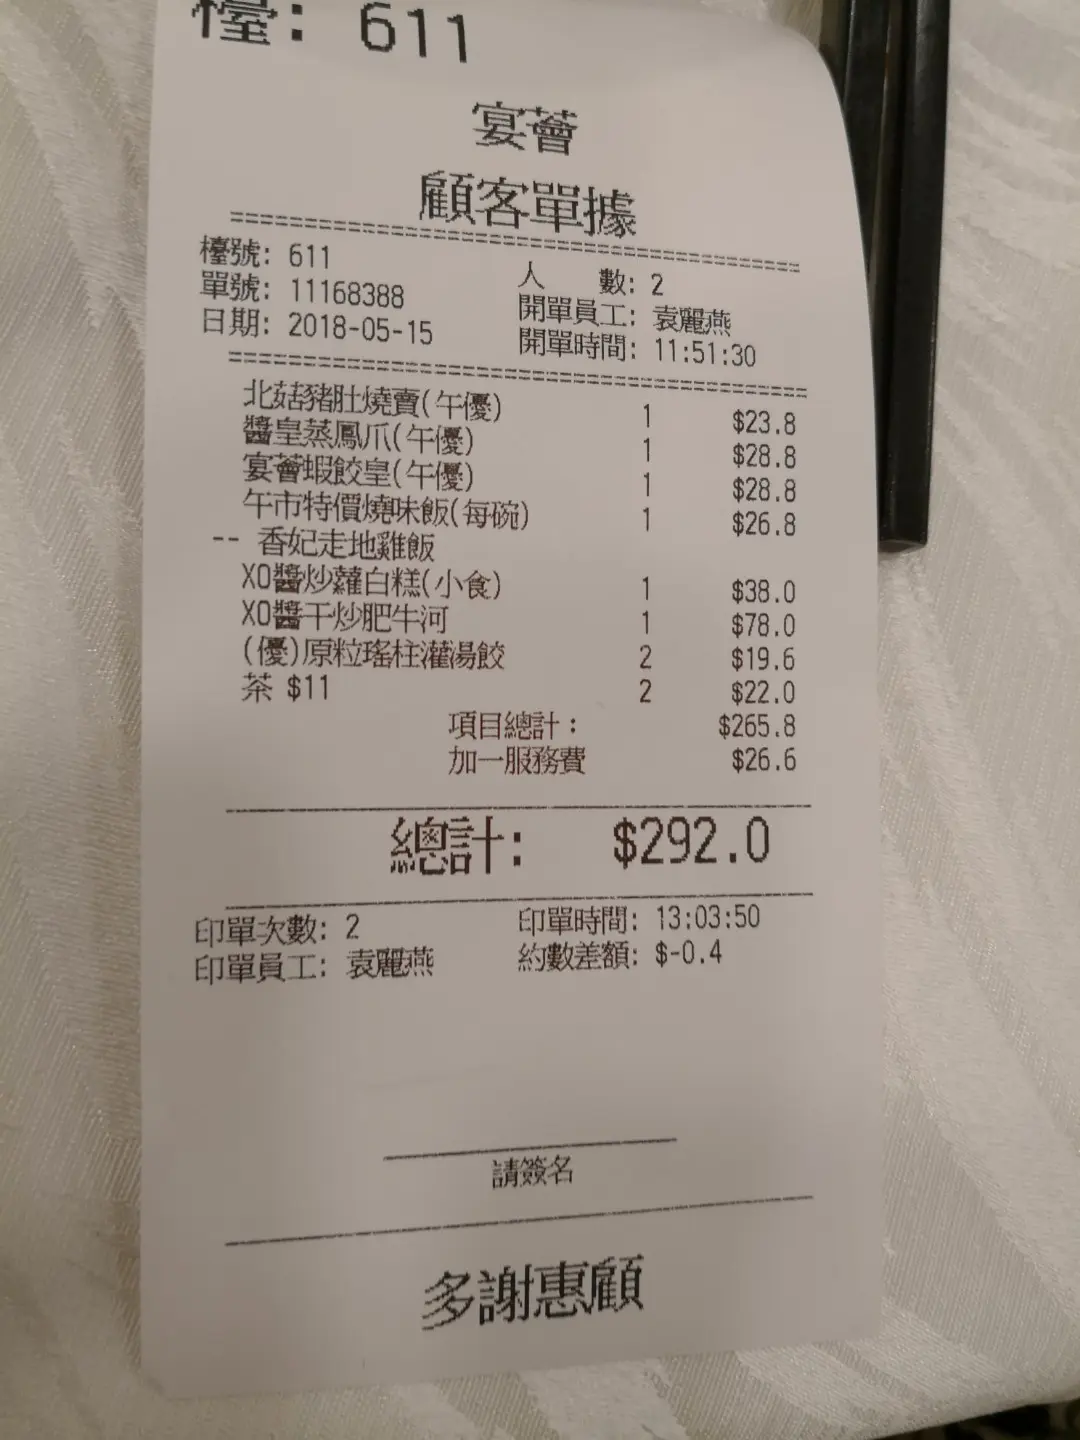 檯: 611
宴薈
顧客單據
檯號: 611
人 數: 2
單號: 11168388
開單員工: 袁麗燕
日期: 2018-05-15
開單時間: 11:51:30
北菇豬肚燒賣(午優) 1 $23.8
醬皇蒸鳳爪(午優) 1 $28.8
宴薈蝦餃皇(午優) 1 $28.8
午市特價燒味飯(每碗) 1 $26.8
-- 香妃走地雞飯
XO醬炒蘿白糕(小食) 1 $38.0
XO醬干炒肥牛河 1 $78.0
(優)原粒瑤柱灌湯餃 2 $19.6
茶 $11 2 $22.0
項目總計: $265.8
加一服務費 $26.6
總計: $292.0
印單次數: 2
印單時間: 13:03:50
印單員工: 袁麗燕
約數差額: $-0.4
請簽名
多謝惠顧